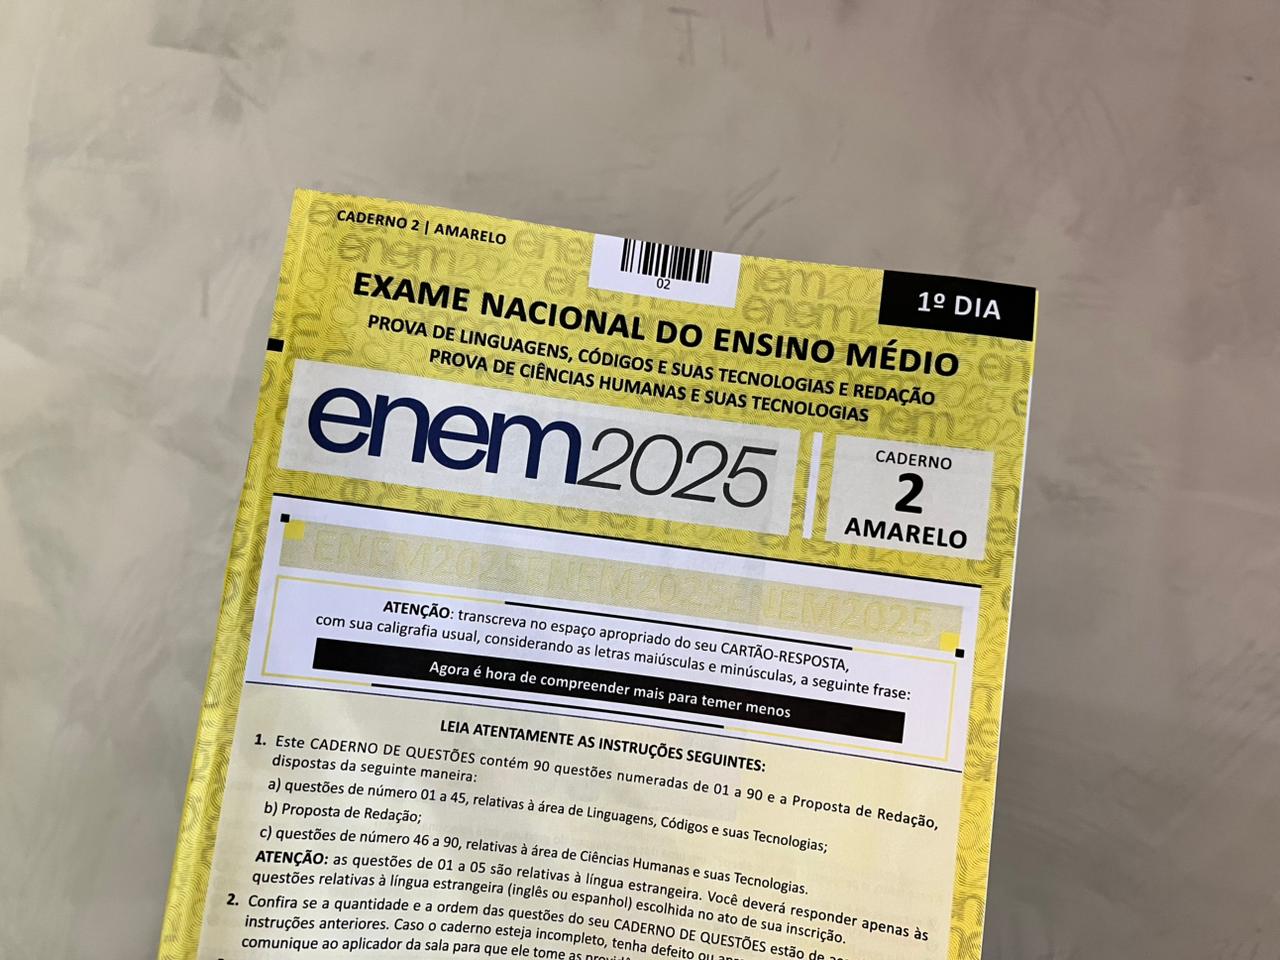 CADERNO 2 | AMARELO
02
1º DIA
EXAME NACIONAL DO ENSINO MÉDIO
PROVA DE LINGUAGENS, CÓDIGOS E SUAS TECNOLOGIAS E REDAÇÃO
PROVA DE CIÊNCIAS HUMANAS E SUAS TECNOLOGIAS
enem2025
CADERNO
2
AMARELO
ENEM2025ENEM2025ENEM2025
ATENÇÃO: transcreva no espaço apropriado do seu CARTÃO-RESPOSTA,
com sua caligrafia usual, considerando as letras maiúsculas e minúsculas, a seguinte frase:
Agora é hora de compreender mais para temer menos
LEIA ATENTAMENTE AS INSTRUÇÕES SEGUINTES:
1. Este CADERNO DE QUESTÕES contém 90 questões numeradas de 01 a 90 e a Proposta de Redação,
dispostas da seguinte maneira:
a) questões de número 01 a 45, relativas à área de Linguagens, Códigos e suas Tecnologias;
b) Proposta de Redação;
c) questões de número 46 a 90, relativas à área de Ciências Humanas e suas Tecnologias.
ATENÇÃO: as questões de 01 a 05 são relativas à língua estrangeira. Você deverá responder apenas às
questões relativas à língua estrangeira (inglês ou espanhol) escolhida no ato de sua inscrição.
2. Confira se a quantidade e a ordem das questões do seu CADERNO DE QUESTÕES estão de
instruções anteriores. Caso o caderno esteja incompleto, tenha defeito ou
comunique ao aplicador da sala para que ele tome as